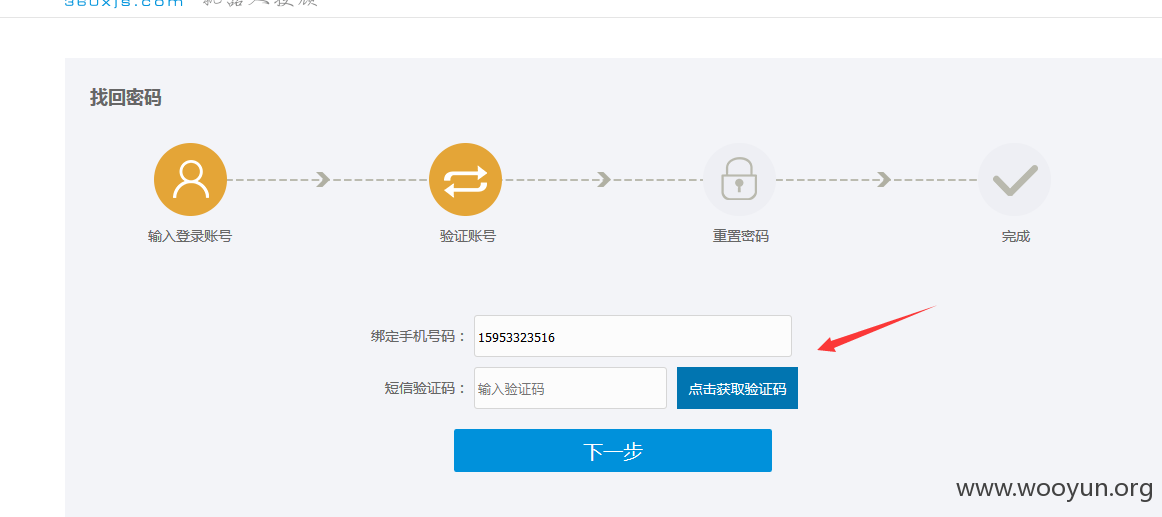 360xjs.com
找回密码
输入登录账号 验证账号 重置密码 完成
绑定手机号码： 15953323516
短信验证码： 输入验证码 点击获取验证码
下一步
www.wooyun.org